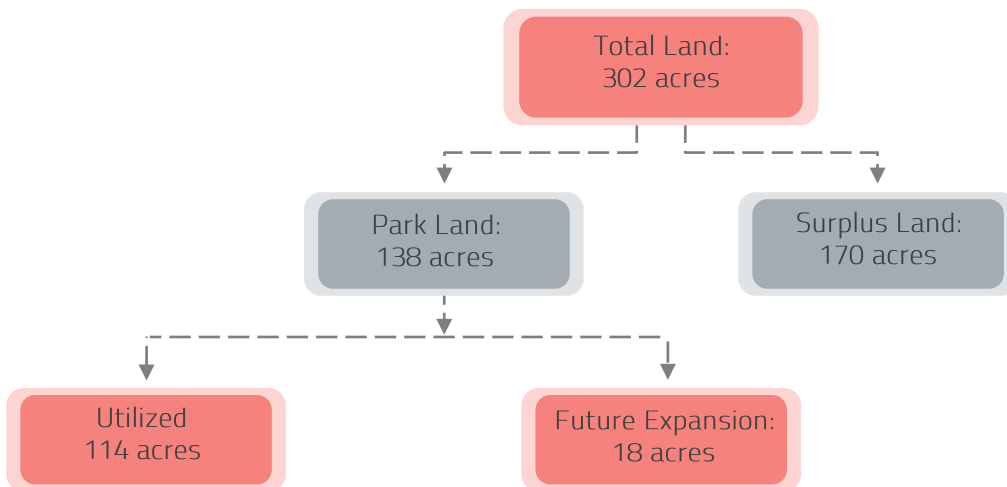 Total Land:
302 acres
Park Land:
138 acres
Surplus Land:
170 acres
Utilized
114 acres
Future Expansion:
18 acres